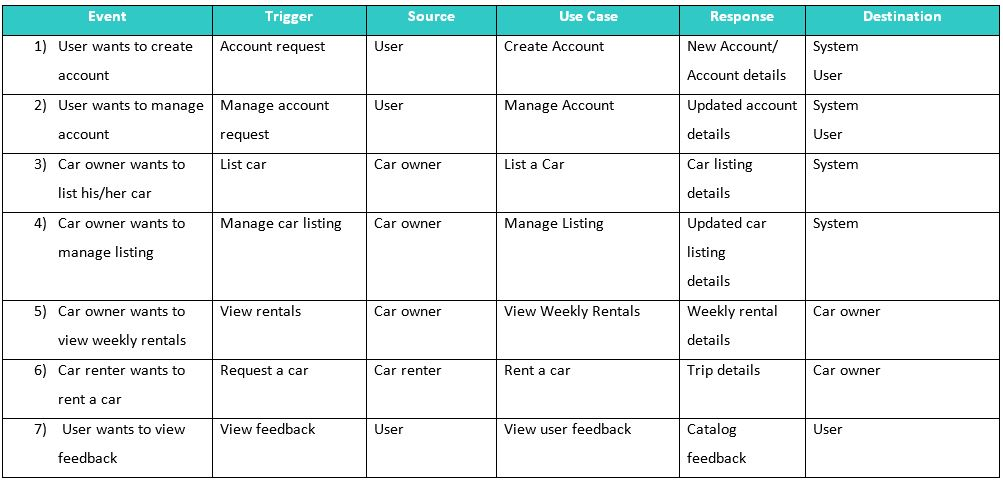 Event Trigger Source Use Case Response Destination
1) User wants to create Account request User Create Account New Account/ System
account Account details User
2) User wants to manage Manage account User Manage Account Updated account System
account request details User
3) Car owner wants to List car Car owner List a Car Car listing System
list his/her car details
4) Car owner wants to Manage car listing Car owner Manage Listing Updated car System
manage listing listing
details
5) Car owner wants to View rentals Car owner View Weekly Rentals Weekly rental Car owner
view weekly rentals details
6) Car renter wants to Request a car Car renter Rent a car Trip details Car owner
rent a car
7) User wants to view View feedback User View user feedback Catalog User
feedback feedback